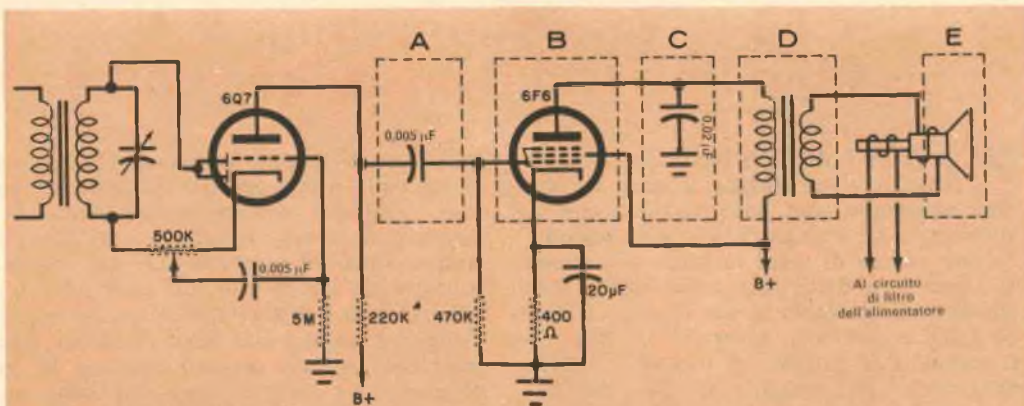 A
B
C
D
E
6Q7
6F6
0,005 µF
0,02 µF
500K
0,005 µF
5M
220K
470K
400
Ω
20µF
B+
B+
Al circuito
di filtro
dell'alimentatore